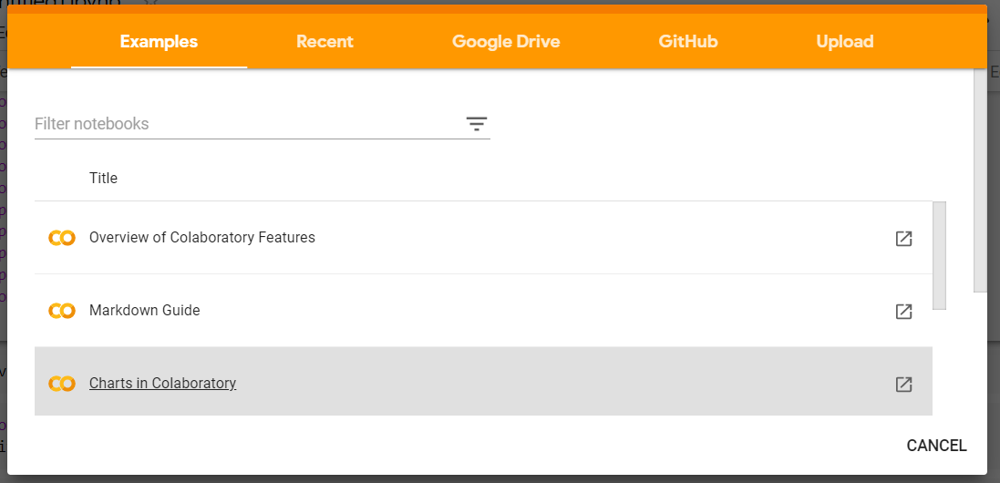 Examples Recent Google Drive GitHub Upload
Filter notebooks
Title
Overview of Colaboratory Features
Markdown Guide
Charts in Colaboratory
CANCEL